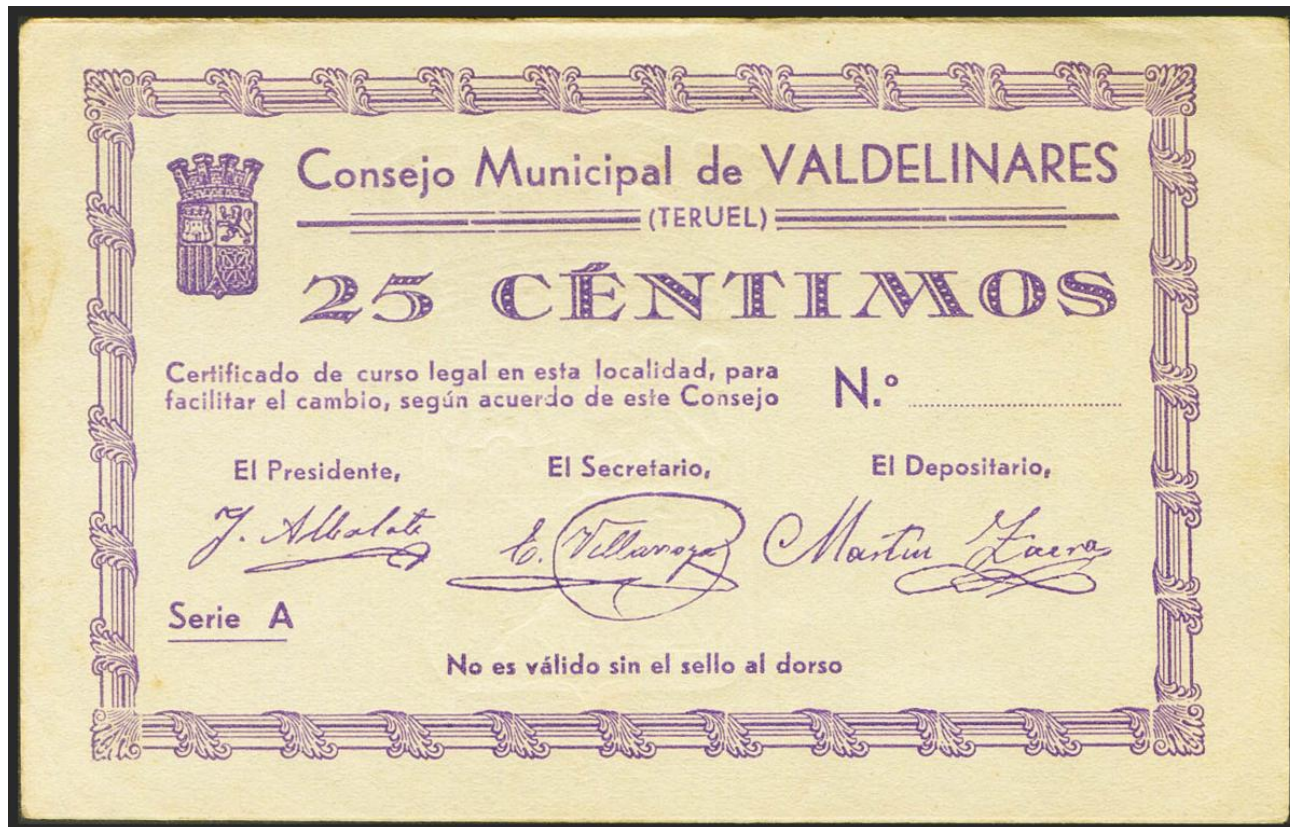 Consejo Municipal de VALDELINARES
(TERUEL)
25 CÉNTIMOS
Certificado de curso legal en esta localidad, para
facilitar el cambio, según acuerdo de este Consejo
N.º
El Presidente, El Secretario, El Depositario,
J. Albalate E. Villarroya Martin Zaera
Serie A
No es válido sin el sello al dorso